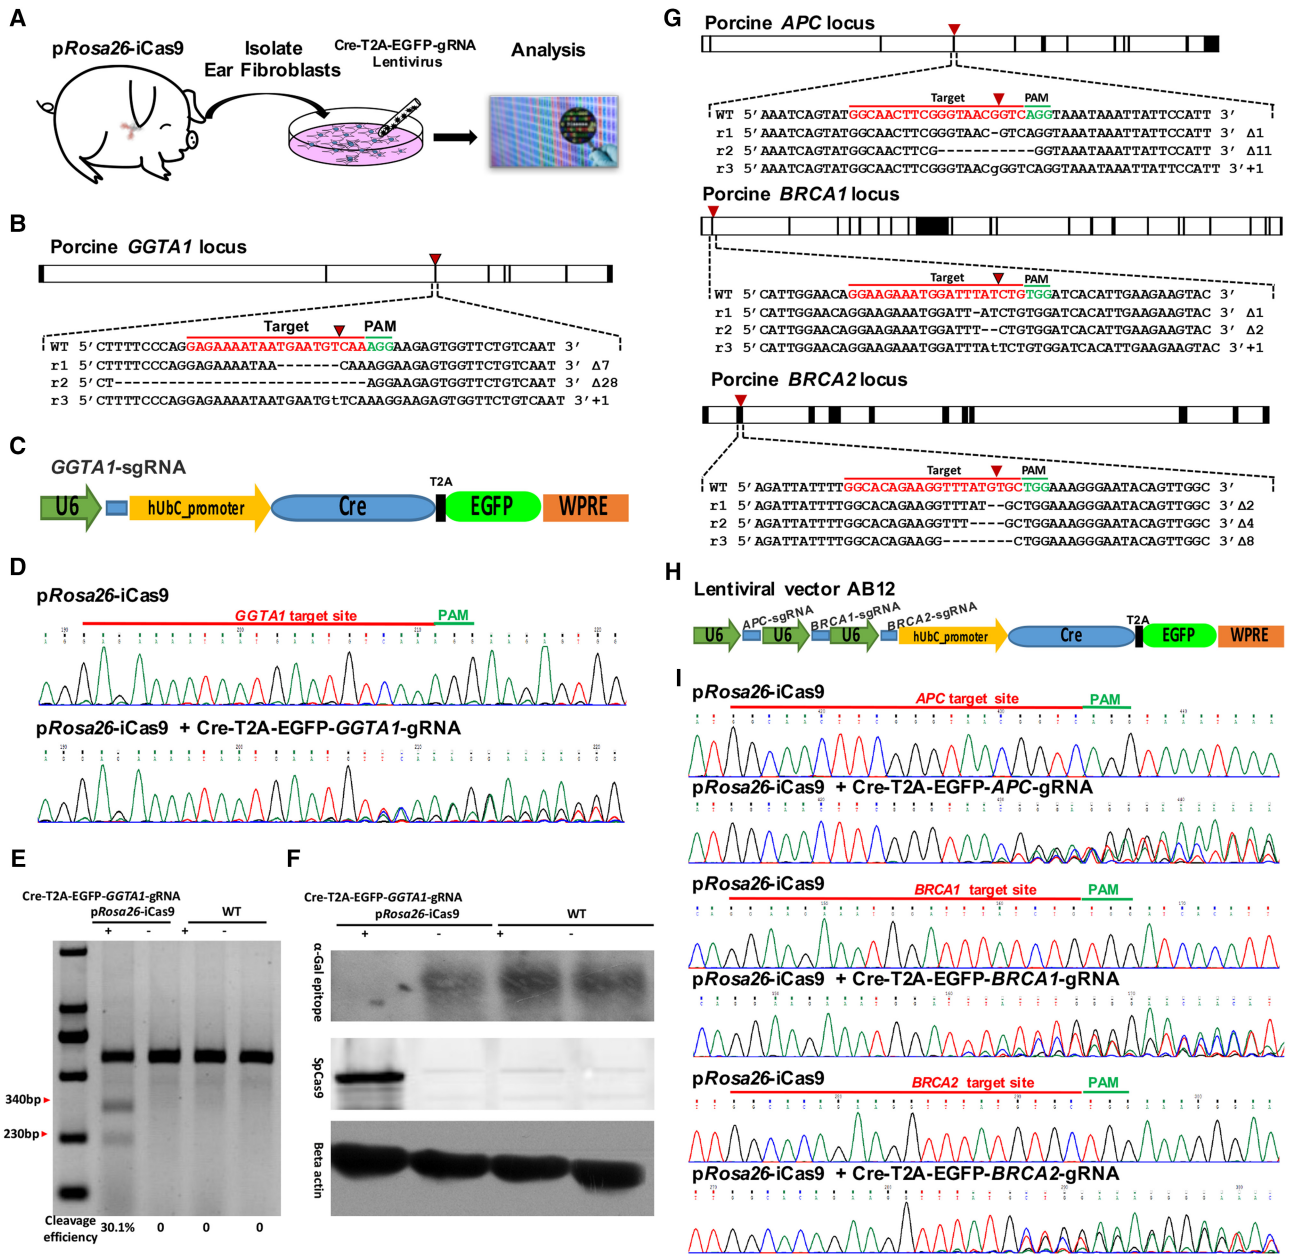 A
pRosa26-iCas9
Isolate
Ear Fibroblasts
Cre-T2A-EGFP-gRNA
Lentivirus
Analysis
B
Porcine GGTA1 locus
Target
PAM
WT 5'CTTTTCCCAGGAGAAAATAATGAATGTCAAAGGAAGAGTGGTTCTGTCAAT 3'
r1 5'CTTTTCCCAGGAGAAAATAA-------CAAAGGAAGAGTGGTTCTGTCAAT 3' Δ7
r2 5'CT----------------------------AGGAAGAGTGGTTCTGTCAAT 3' Δ28
r3 5'CTTTTCCCAGGAGAAAATAATGAATGtTCAAAGGAAGAGTGGTTCTGTCAAT 3'+1
C
GGTA1-sgRNA
U6
hUbC_promoter
Cre
T2A
EGFP
WPRE
D
pRosa26-iCas9
GGTA1 target site
PAM
pRosa26-iCas9 + Cre-T2A-EGFP-GGTA1-gRNA
E
Cre-T2A-EGFP-GGTA1-gRNA
pRosa26-iCas9
WT
+ - + -
340bp
230bp
Cleavage
efficiency
30.1% 0 0 0
F
Cre-T2A-EGFP-GGTA1-gRNA
pRosa26-iCas9
WT
+ - + -
α-Gal epitope
SpCas9
Beta actin
G
Porcine APC locus
Target
PAM
WT 5'AAATCAGTATGGCAACTTCGGGTAACGGTCAGGTAAATAAATTATTCCATT 3'
r1 5'AAATCAGTATGGCAACTTCGGGTAAC-GTCAGGTAAATAAATTATTCCATT 3' Δ1
r2 5'AAATCAGTATGGCAACTTCG-----------GGTAAATAAATTATTCCATT 3' Δ11
r3 5'AAATCAGTATGGCAACTTCGGGTAACgGGTCAGGTAAATAAATTATTCCATT 3'+1
Porcine BRCA1 locus
Target
PAM
WT 5'CATTGGAACAGGAAGAAATGGATTTATCTGTGGATCACATTGAAGAAGTAC 3'
r1 5'CATTGGAACAGGAAGAAATGGATTT-ATCTGTGGATCACATTGAAGAAGTAC 3' Δ1
r2 5'CATTGGAACAGGAAGAAATGGATTT--CTGTGGATCACATTGAAGAAGTAC 3' Δ2
r3 5'CATTGGAACAGGAAGAAATGGATTTAtTCTGTGGATCACATTGAAGAAGTAC 3'+1
Porcine BRCA2 locus
Target
PAM
WT 5'AGATTATTTTGGCACAGAAGGTTTATGTGCTGGAAAGGGAATACAGTTGGC 3'
r1 5'AGATTATTTTGGCACAGAAGGTTTAT--GCTGGAAAGGGAATACAGTTGGC 3' Δ2
r2 5'AGATTATTTTGGCACAGAAGGTTT----GCTGGAAAGGGAATACAGTTGGC 3' Δ4
r3 5'AGATTATTTTGGCACAGAAGG--------CTGGAAAGGGAATACAGTTGGC 3' Δ8
H
Lentiviral vector AB12
APC-sgRNA
BRCA1-sgRNA
BRCA2-sgRNA
U6
U6
U6
hUbC_promoter
Cre
T2A
EGFP
WPRE
I
pRosa26-iCas9
APC target site
PAM
pRosa26-iCas9 + Cre-T2A-EGFP-APC-gRNA
pRosa26-iCas9
BRCA1 target site
PAM
pRosa26-iCas9 + Cre-T2A-EGFP-BRCA1-gRNA
pRosa26-iCas9
BRCA2 target site
PAM
pRosa26-iCas9 + Cre-T2A-EGFP-BRCA2-gRNA